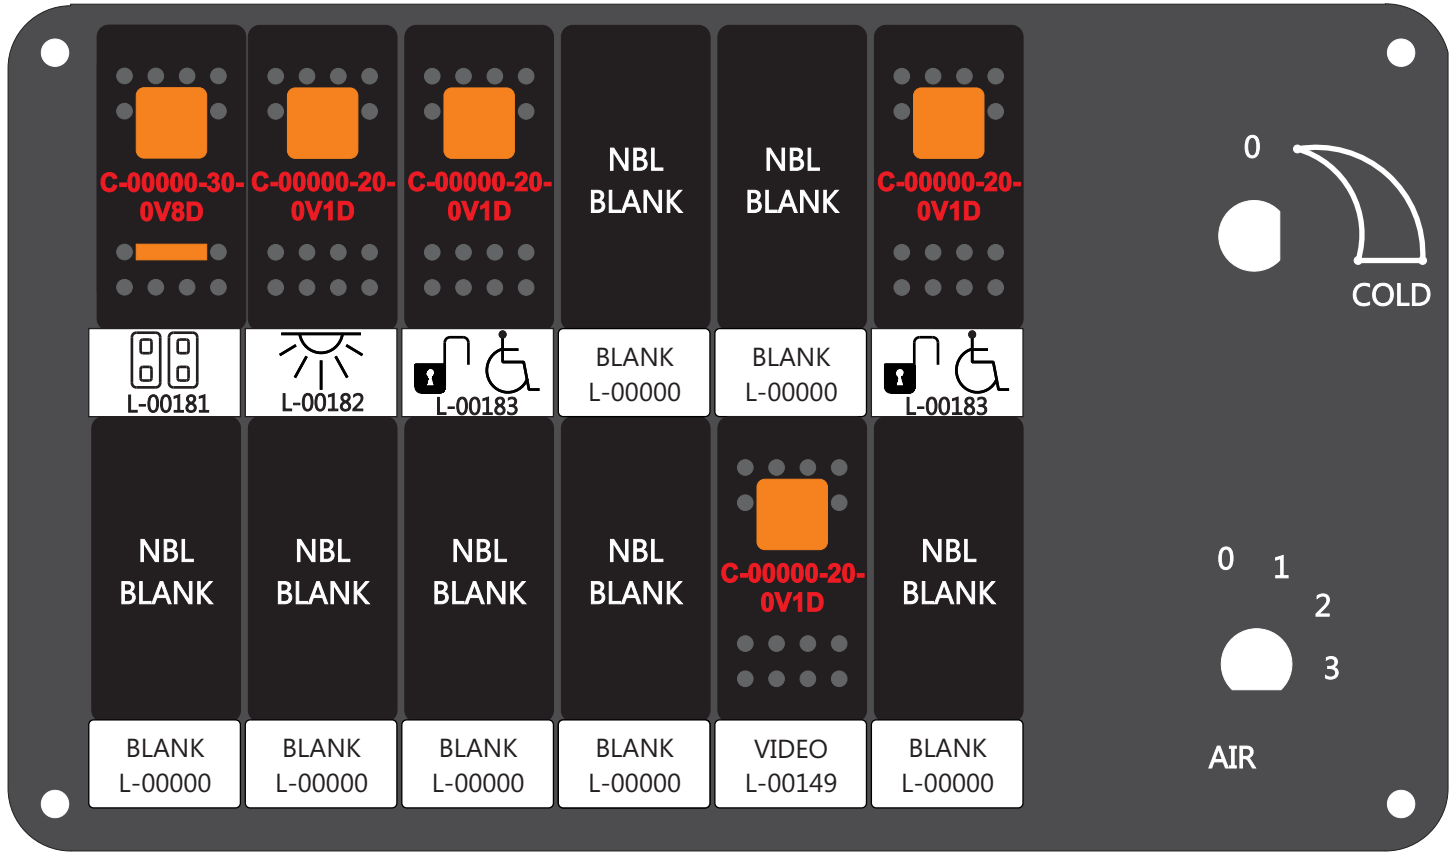 C-00000-30-
0V8D
C-00000-20-
0V1D
C-00000-20-
0V1D
NBL
BLANK
NBL
BLANK
C-00000-20-
0V1D
L-00181
L-00182
L-00183
BLANK
L-00000
BLANK
L-00000
L-00183
NBL
BLANK
NBL
BLANK
NBL
BLANK
NBL
BLANK
C-00000-20-
0V1D
NBL
BLANK
BLANK
L-00000
BLANK
L-00000
BLANK
L-00000
BLANK
L-00000
VIDEO
L-00149
BLANK
L-00000
0
COLD
0
1
2
3
AIR